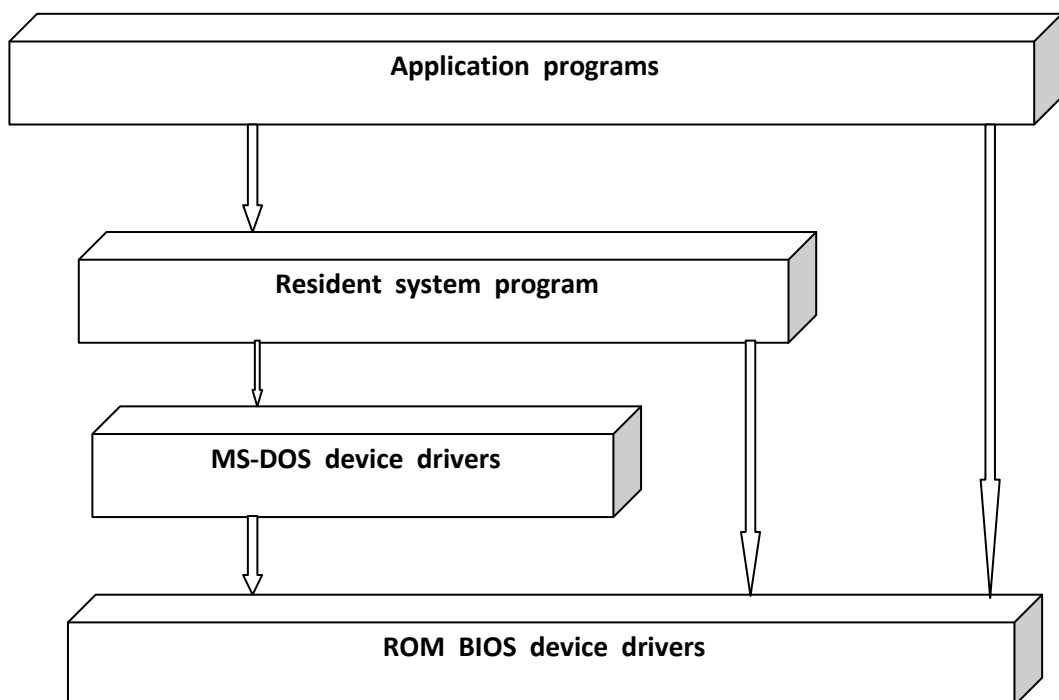 Application programs
Resident system program
MS-DOS device drivers
ROM BIOS device drivers